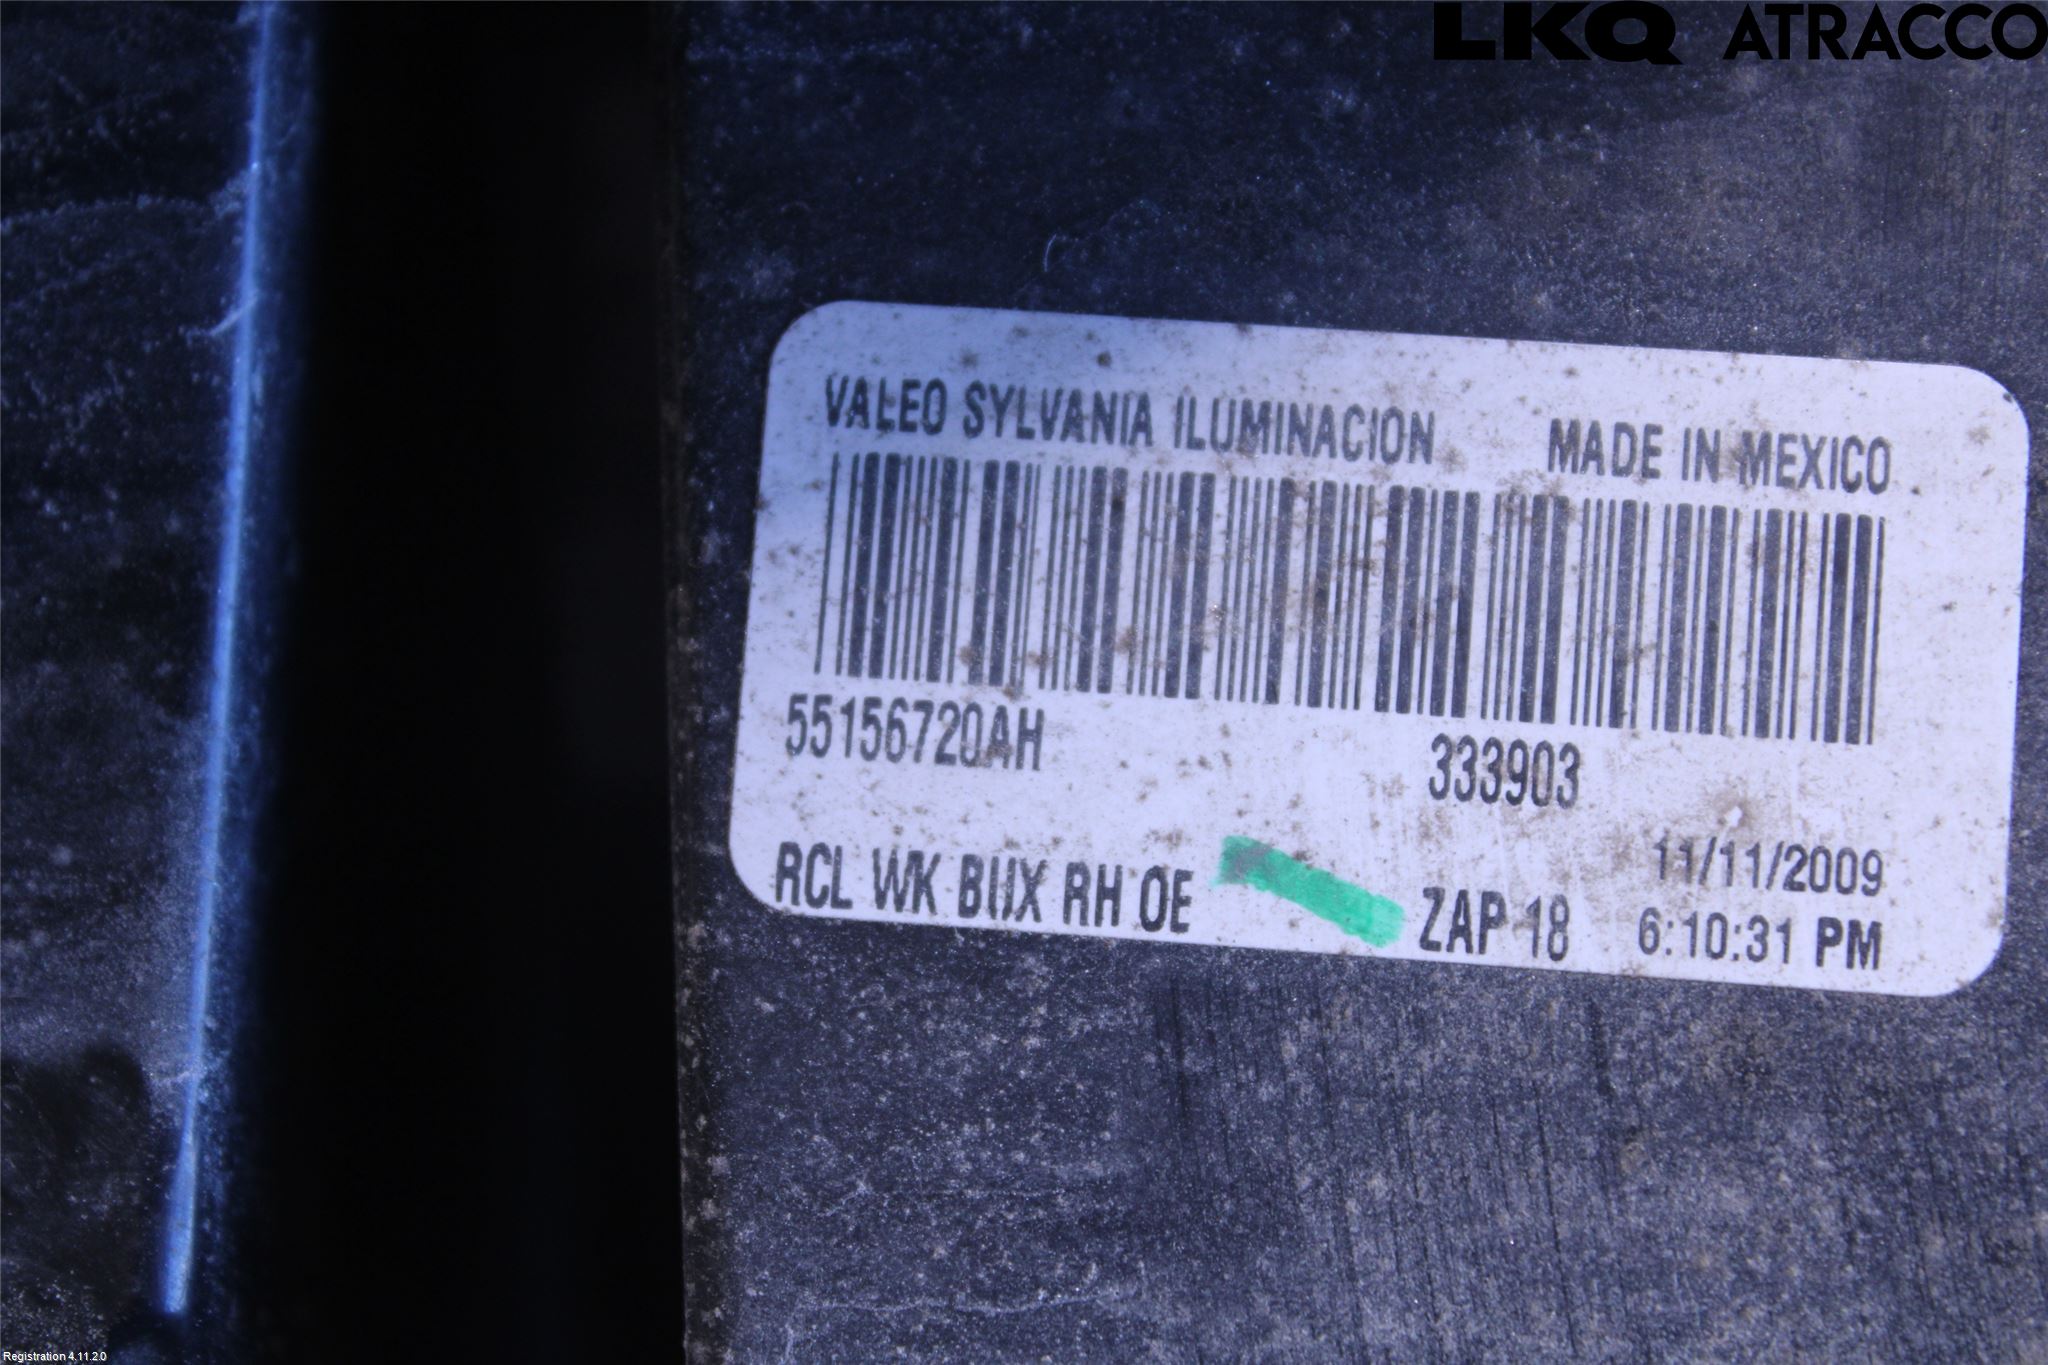 LKQ ATRACCO
VALEO SYLVANIA ILUMINACION MADE IN MEXICO
55156720AH 333903
RCL WK BUX RH OE ZAP 18 11/11/2009
6:10:31 PM
Registration 4.11.2.0